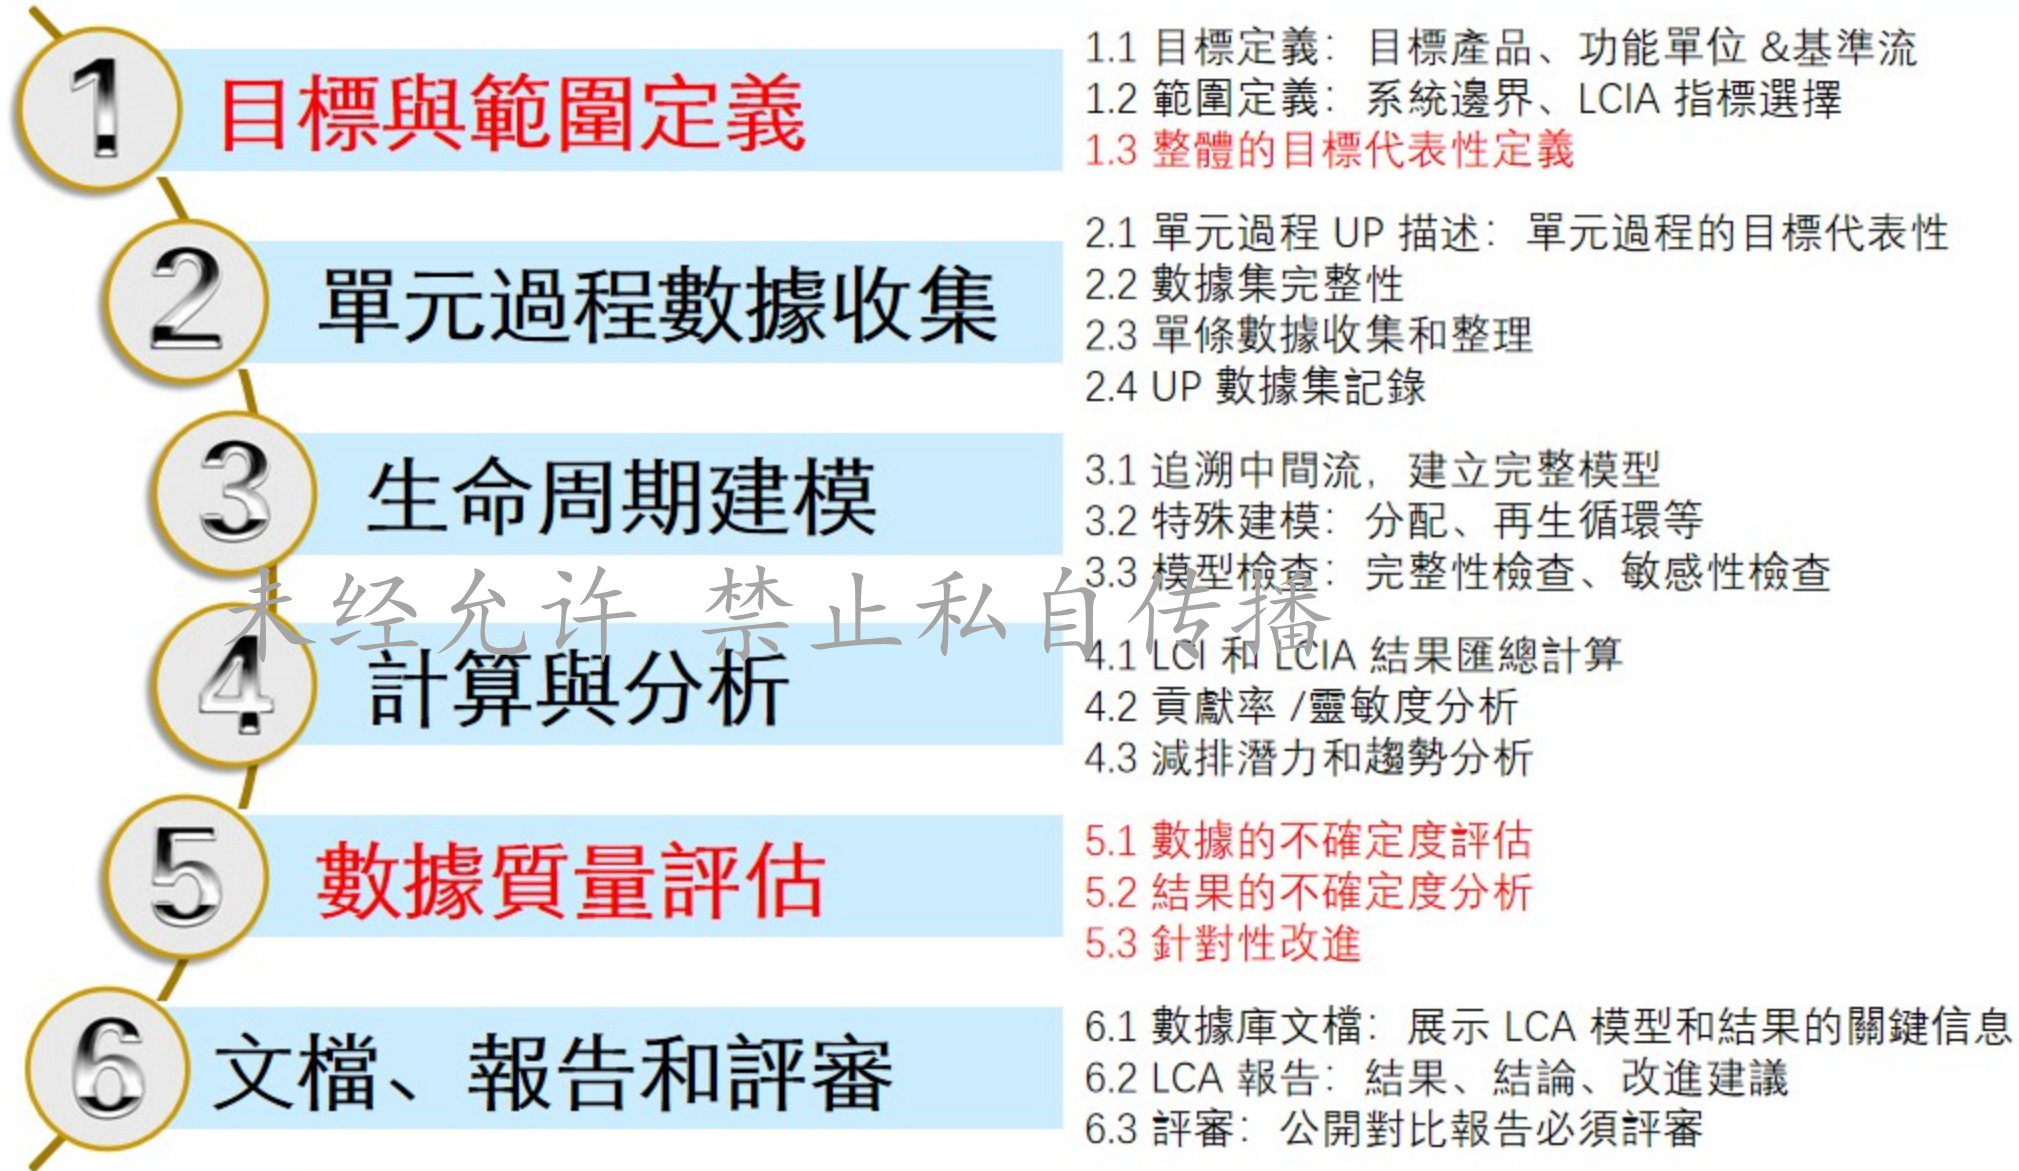 1 目標與範圍定義
1.1 目標定義：目標產品、功能單位 &基準流
1.2 範圍定義：系統邊界、LCIA 指標選擇
1.3 整體的目標代表性定義
2 單元過程數據收集
2.1 單元過程 UP 描述：單元過程的目標代表性
2.2 數據集完整性
2.3 單條數據收集和整理
2.4 UP 數據集記錄
3 生命周期建模
3.1 追溯中間流，建立完整模型
3.2 特殊建模：分配、再生循環等
3.3 模型檢查：完整性檢查、敏感性檢查
未经允许 禁止私自传播
4 計算與分析
4.1 LCI 和 LCIA 結果匯總計算
4.2 貢獻率 /靈敏度分析
4.3 減排潛力和趨勢分析
5 數據質量評估
5.1 數據的不確定度評估
5.2 結果的不確定度分析
5.3 針對性改進
6 文檔、報告和評審
6.1 數據庫文檔：展示 LCA 模型和結果的關鍵信息
6.2 LCA 報告：結果、結論、改進建議
6.3 評審：公開對比報告必須評審